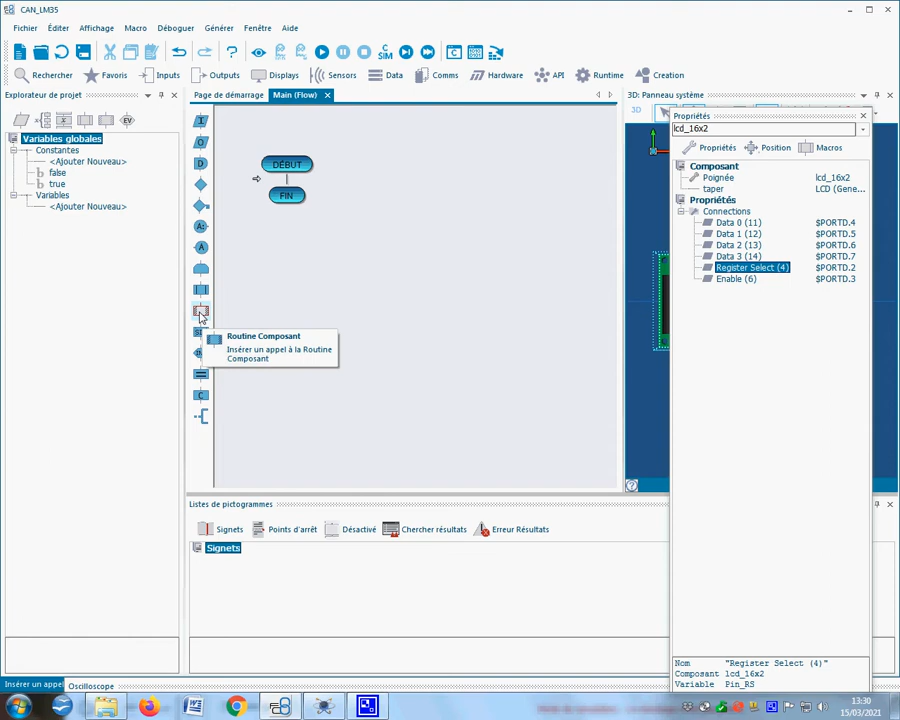 CAN_LM35
Fichier Éditer Affichage Macro Déboguer Générer Fenêtre Aide
Rechercher Favoris Inputs Outputs Displays Sensors Data Comms Hardware API Runtime Creation
Explorateur de projet
Page de démarrage Main (Flow)
3D: Panneau système
Propriétés
lcd_16x2
Propriétés Position Macros
Variables globales
Constantes
<Ajouter Nouveau>
false
true
Variables
<Ajouter Nouveau>
DÉBUT
FIN
Composant
Poignée lcd_16x2
taper LCD (Gene...
Propriétés
Connections
Data 0 (11) $PORTD.4
Data 1 (12) $PORTD.5
Data 2 (13) $PORTD.6
Data 3 (14) $PORTD.7
Register Select (4) $PORTD.2
Enable (6) $PORTD.3
Routine Composant
Insérer un appel à la Routine
Composant
Listes de pictogrammes
Signets Points d'arrêt Désactivé Chercher résultats Erreur Résultats
Signets
Nom "Register Select (4)"
Composant lcd_16x2
Variable Pin_RS
Insérer un appel
Oscilloscope
13:30
15/03/2021